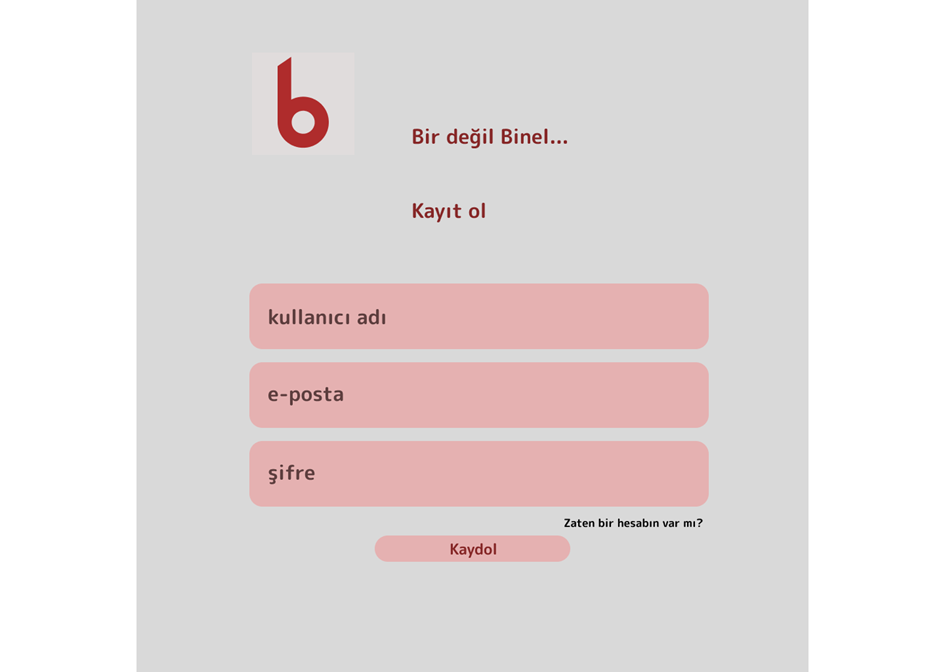 b
Bir değil Binel...
Kayıt ol
kullanıcı adı
e-posta
şifre
Zaten bir hesabın var mı?
Kaydol